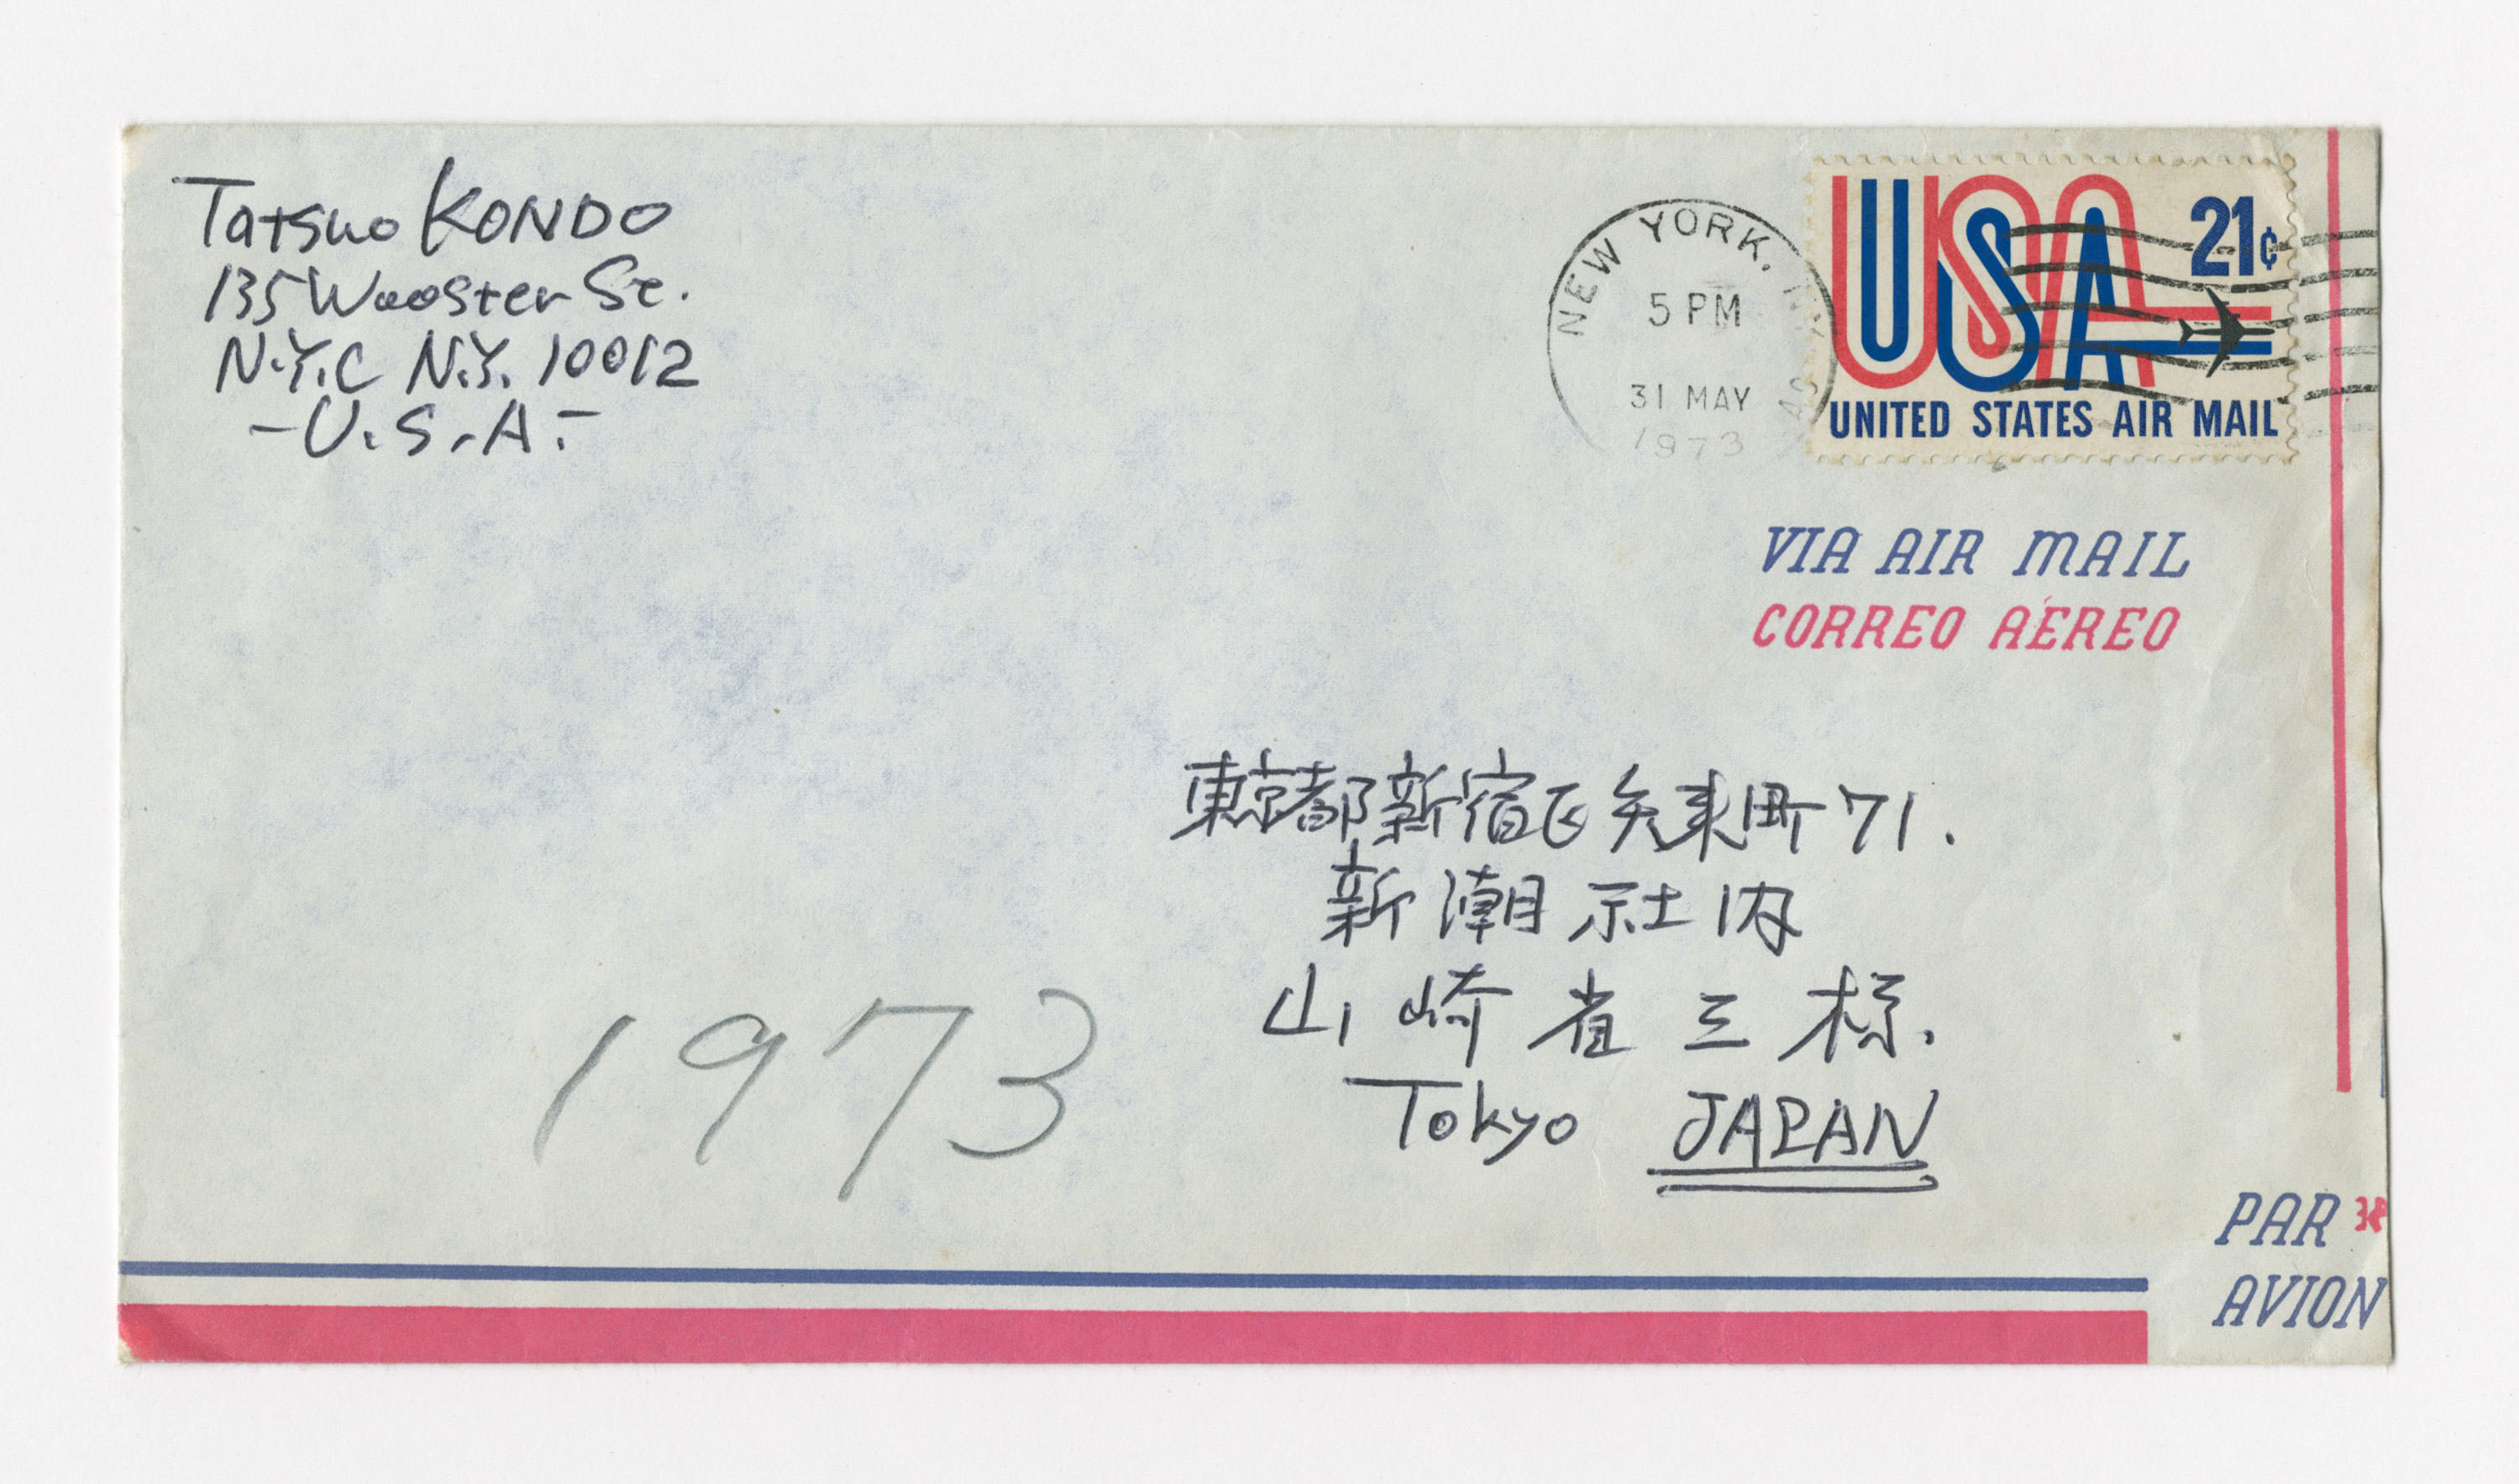 Tatsuo KONDO
135 Wooster St.
N.Y.C N.Y. 10012
-U.S.A.-
NEW YORK, N.Y.
5 PM
31 MAY
1973
USA 21¢
UNITED STATES AIR MAIL
VIA AIR MAIL
CORREO AEREO
東京都新宿区矢来町71.
新潮社内
山崎省三様.
Tokyo JAPAN
1973
PAR
AVION